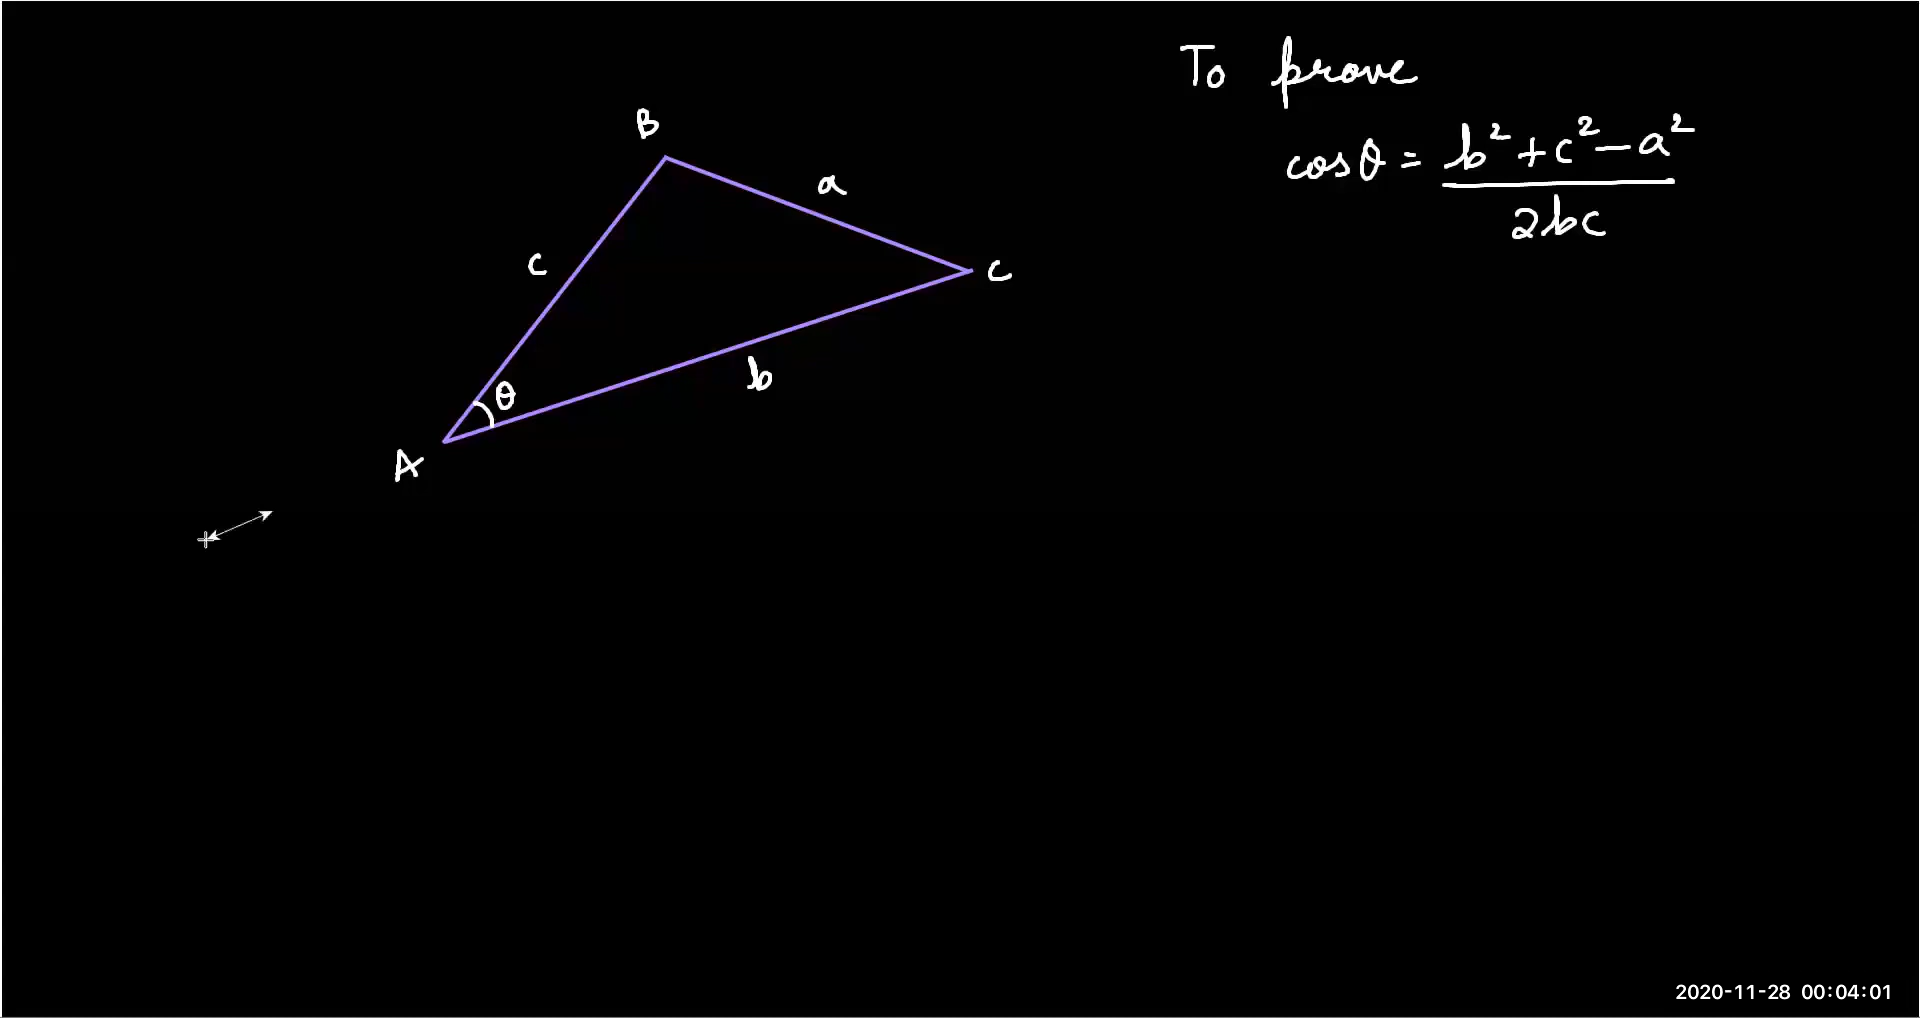 To prove
cosθ = b²+c²-a²
2bc
B
a
c
C
θ
b
A
2020-11-28 00:04:01